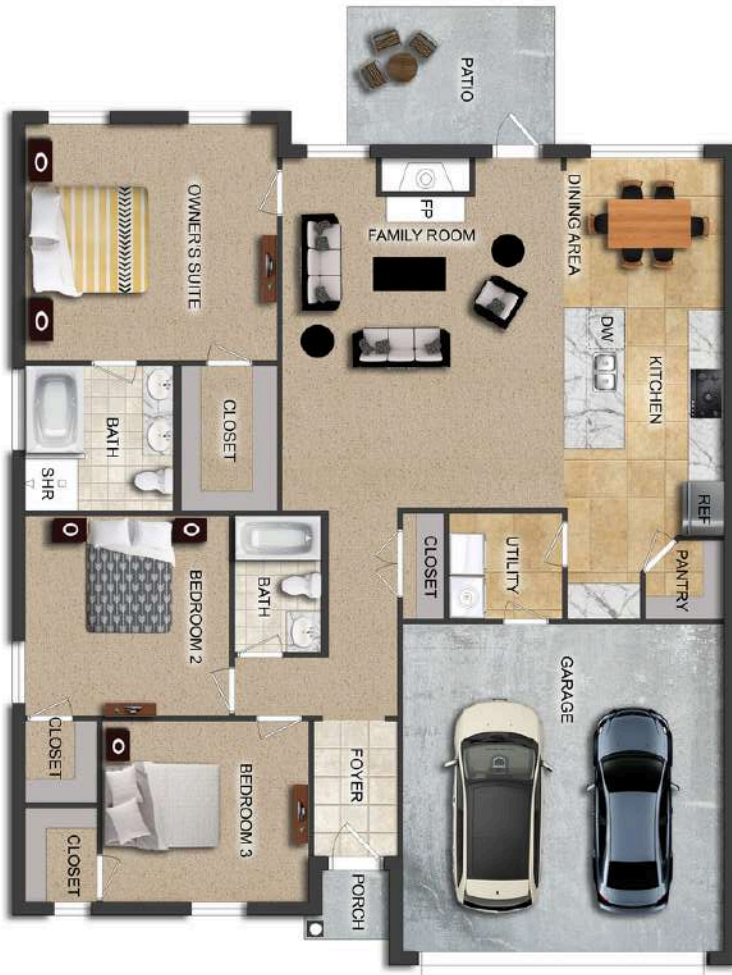 PATIO
OWNER'S SUITE
FP
FAMILY ROOM
DINING AREA
DW
KITCHEN
REF
BATH
SHR
CLOSET
CLOSET
UTILITY
PANTRY
BEDROOM 2
BATH
GARAGE
CLOSET
BEDROOM 3
FOYER
CLOSET
PORCH